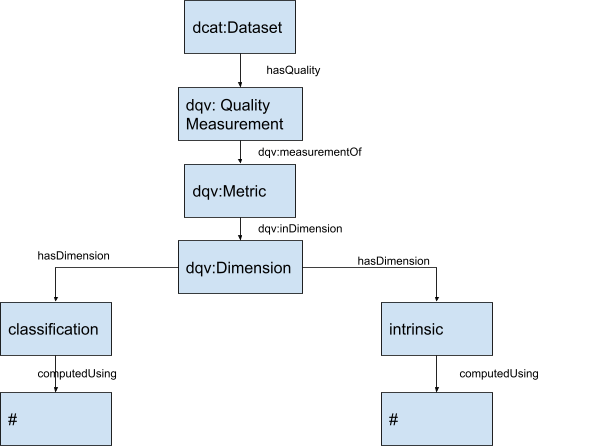 dcat:Dataset
hasQuality
dqv: Quality
Measurement
dqv:measurementOf
dqv:Metric
dqv:inDimension
dqv:Dimension
hasDimension
hasDimension
classification
intrinsic
computedUsing
computedUsing
#
#